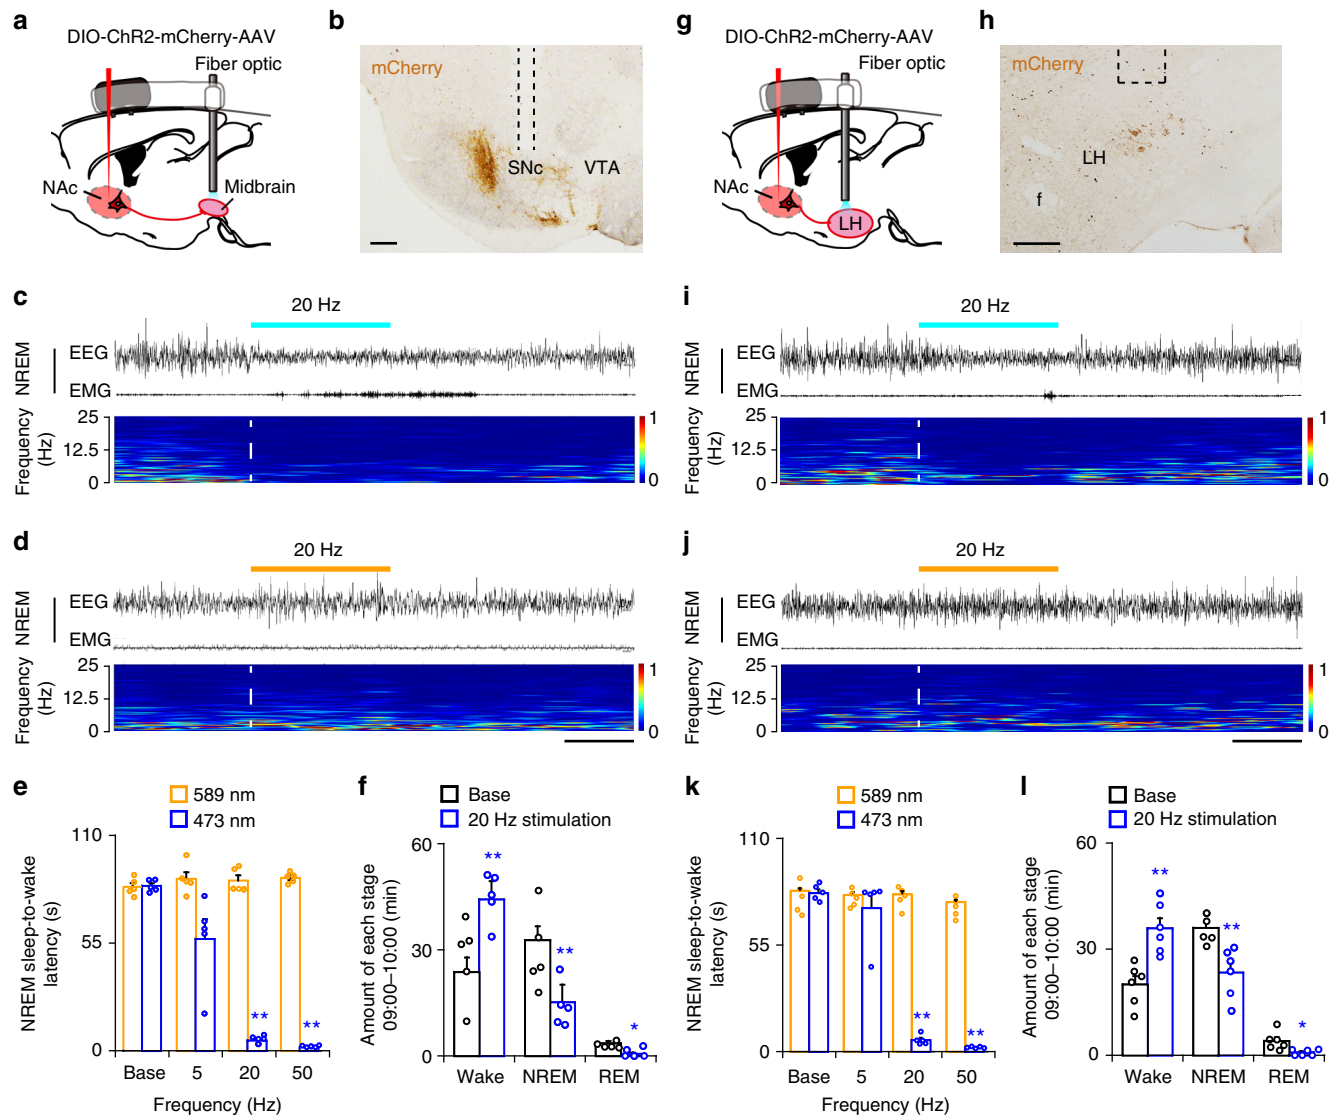 a
DIO-ChR2-mCherry-AAV
Fiber optic
NAc
Midbrain
b
mCherry
SNc
VTA
g
DIO-ChR2-mCherry-AAV
Fiber optic
NAc
LH
h
mCherry
LH
f
c
20 Hz
NREM
EEG
EMG
Frequency
(Hz)
25
12.5
0
1
0
i
20 Hz
NREM
EEG
EMG
Frequency
(Hz)
25
12.5
0
1
0
d
20 Hz
NREM
EEG
EMG
Frequency
(Hz)
25
12.5
0
1
0
j
20 Hz
NREM
EEG
EMG
Frequency
(Hz)
25
12.5
0
1
0
e
589 nm
473 nm
NREM sleep-to-wake
latency (s)
110
55
0
**
**
Base 5 20 50
Frequency (Hz)
f
Base
20 Hz stimulation
Amount of each stage
09:00–10:00 (min)
60
30
0
**
**
*
Wake NREM REM
k
589 nm
473 nm
NREM sleep-to-wake
latency (s)
110
55
0
**
**
Base 5 20 50
Frequency (Hz)
l
Base
20 Hz stimulation
Amount of each stage
09:00–10:00 (min)
60
30
0
**
**
*
Wake NREM REM